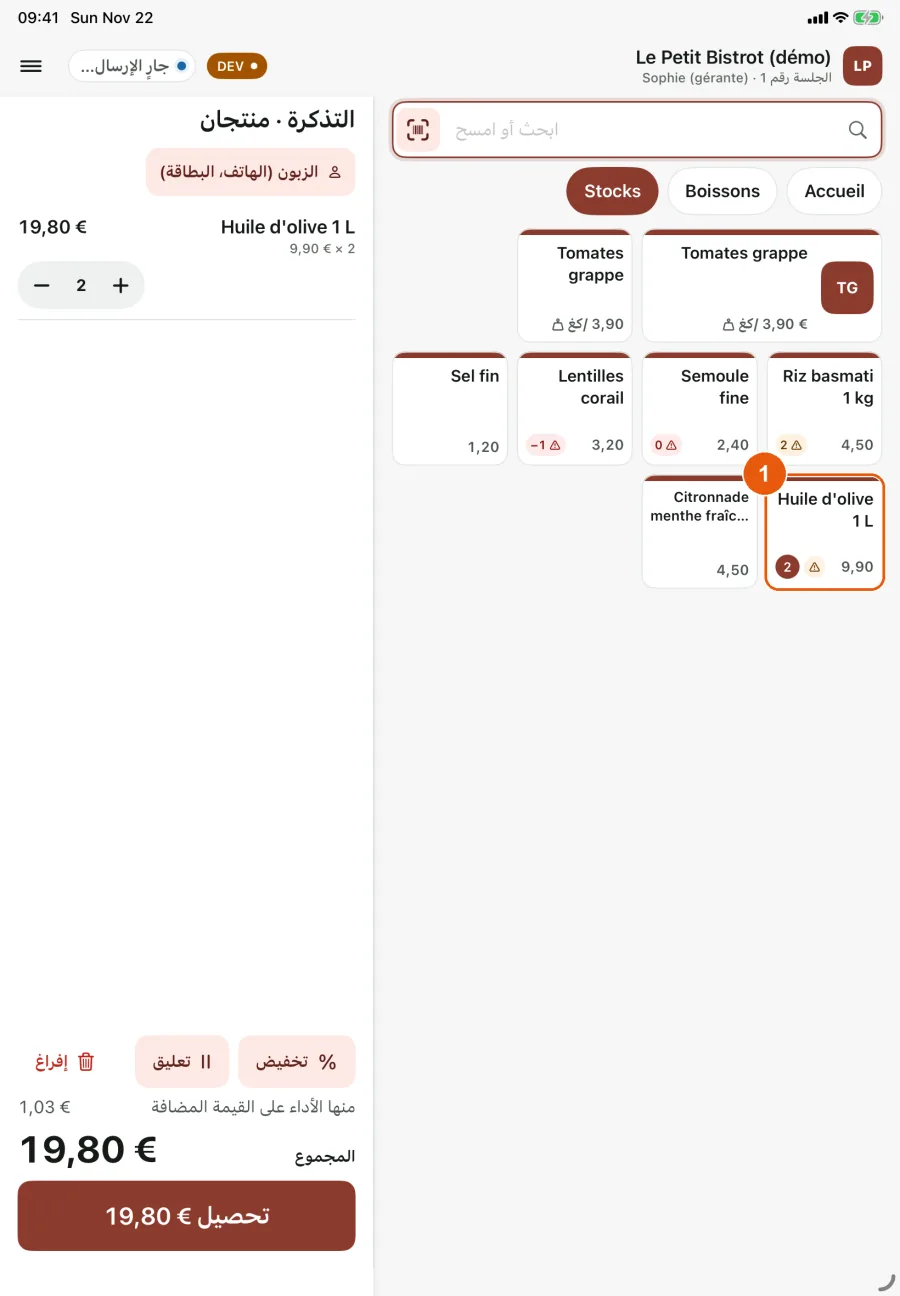 09:41 Sun Nov 22
جارٍ الإرسال...
DEV
Le Petit Bistrot (démo)
Sophie (gérante) · الجلسة رقم 1
LP
التذكرة · منتجان
الزبون (الهاتف، البطاقة)
Huile d'olive 1 L
19,80 €
9,90 € × 2
− 2 +
ابحث أو امسح
Accueil
Boissons
Stocks
Tomates grappe
3,90 € /كغ
TG
Tomates
grappe
3,90 /كغ
Riz basmati
1 kg
2
4,50
Semoule
fine
0
2,40
Lentilles
corail
−1
3,20
Sel fin
1,20
1
Huile d'olive
1 L
2
9,90
Citronnade
menthe fraîc...
4,50
% تخفيض
تعليق
إفراغ
منها الأداء على القيمة المضافة
1,03 €
المجموع
19,80 €
تحصيل 19,80 €